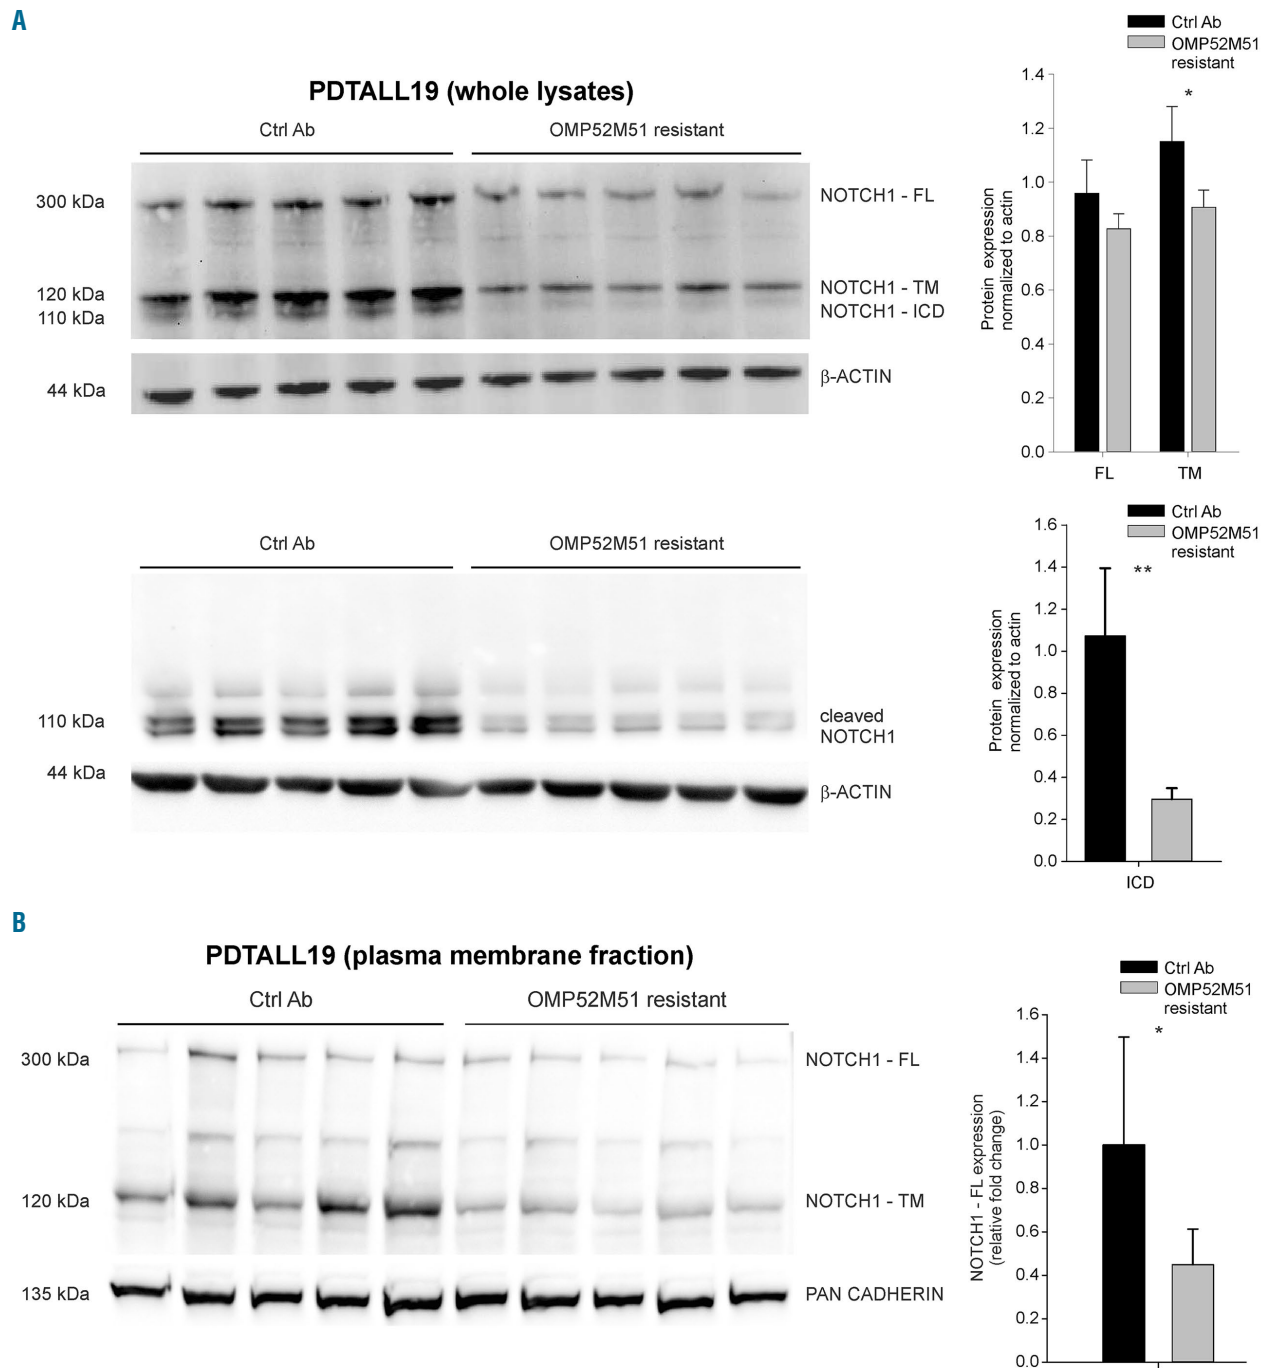 A
PDTALL19 (whole lysates)
Ctrl Ab
OMP52M51 resistant
300 kDa
NOTCH1 - FL
120 kDa
NOTCH1 - TM
110 kDa
NOTCH1 - ICD
44 kDa
β-ACTIN
Ctrl Ab
OMP52M51
resistant
Protein expression
normalized to actin
1.4
*
1.2
1.0
0.8
0.6
0.4
0.2
0.0
FL
TM
Ctrl Ab
OMP52M51 resistant
110 kDa
cleaved
NOTCH1
44 kDa
β-ACTIN
Ctrl Ab
OMP52M51
resistant
Protein expression
normalized to actin
1.6
1.4
**
1.2
1.0
0.8
0.6
0.4
0.2
0.0
ICD
B
PDTALL19 (plasma membrane fraction)
Ctrl Ab
OMP52M51 resistant
300 kDa
NOTCH1 - FL
120 kDa
NOTCH1 - TM
135 kDa
PAN CADHERIN
Ctrl Ab
OMP52M51
resistant
NOTCH1 - FL expression
(relative fold change)
1.6
*
1.4
1.2
1.0
0.8
0.6
0.4
0.2
0.0